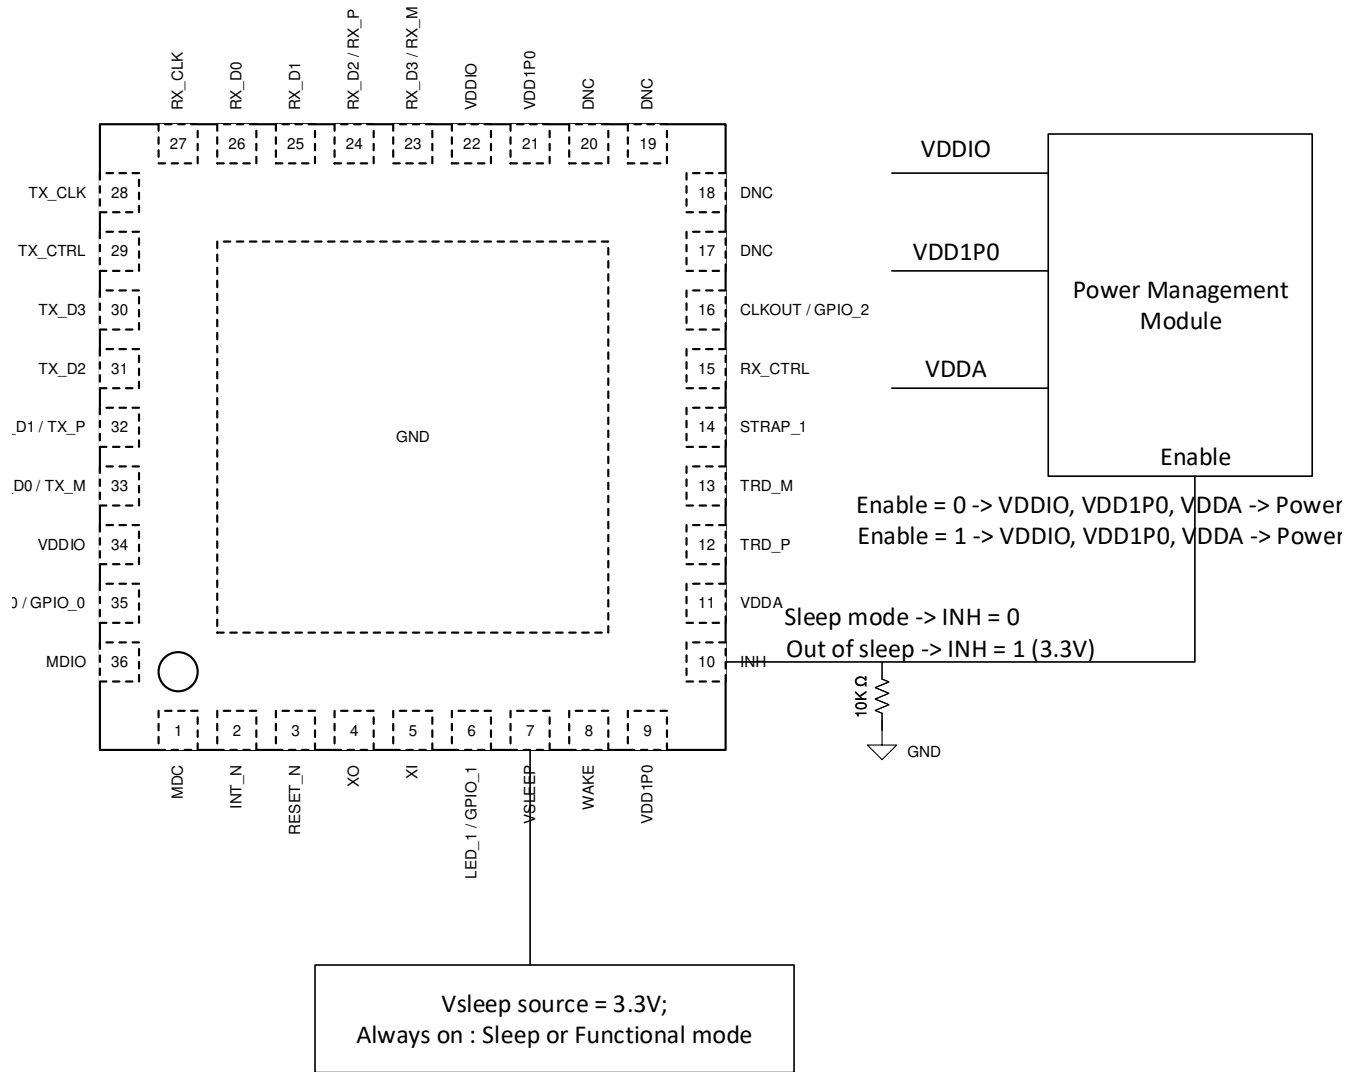 RX_CLK
RX_D0
RX_D1
RX_D2 / RX_P
RX_D3 / RX_M
VDDIO
VDD1P0
DNC
DNC
27 26 25 24 23 22 21 20 19
TX_CLK 28
TX_CTRL 29
TX_D3 30
TX_D2 31
_D1 / TX_P 32
_D0 / TX_M 33
VDDIO 34
/ GPIO_0 35
MDIO 36
GND
18 DNC
17 DNC
16 CLKOUT / GPIO_2
15 RX_CTRL
14 STRAP_1
13 TRD_M
12 TRD_P
11 VDDA
10 INH
1 2 3 4 5 6 7 8 9
MDC
INT_N
RESET_N
XO
XI
LED_1 / GPIO_1
VSLEEP
WAKE
VDD1P0
VDDIO
VDD1P0
VDDA
Power Management
Module
Enable
Enable = 0 -> VDDIO, VDD1P0, VDDA -> Power
Enable = 1 -> VDDIO, VDD1P0, VDDA -> Power
Sleep mode -> INH = 0
Out of sleep -> INH = 1 (3.3V)
10K Ω
GND
Vsleep source = 3.3V;
Always on : Sleep or Functional mode